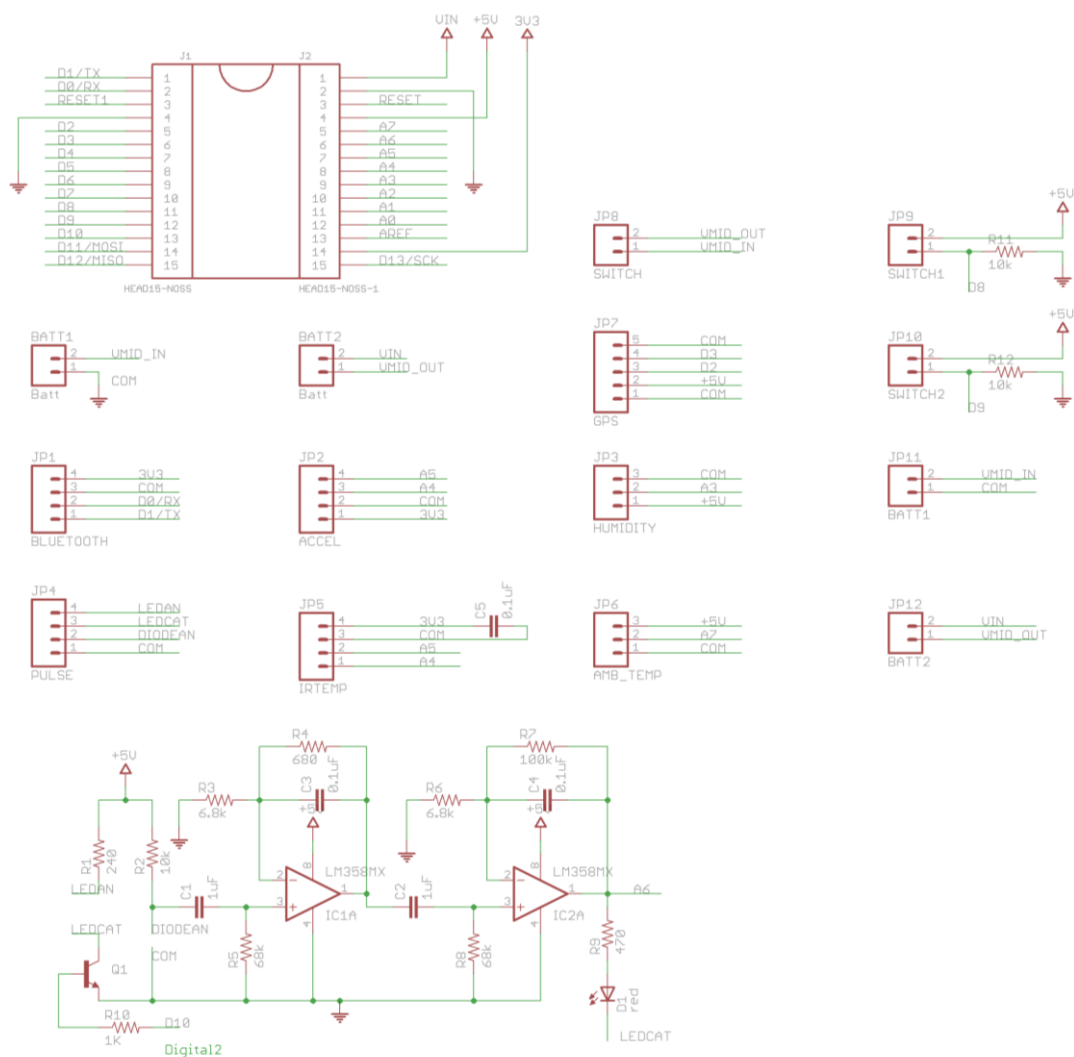 VIN +5V 3V3
J1 J2
D1/TX 1 1
D0/RX 2 2
RESET1 3 3 RESET
4 4
D2 5 5 A7
D3 6 6 A6
D4 7 7 A5
D5 8 8 A4
D6 9 9 A3
D7 10 10 A2
D8 11 11 A1
D9 12 12 A0
D10 13 13 AREF
D11/MOSI 14 14
D12/MISO 15 15 D13/SCK
HEAD15-NOSS HEAD15-NOSS-1
JP8
2 VMID_OUT
1 VMID_IN
SWITCH
+5V
JP9
2
1 R11
10k
D8
SWITCH1
BATT1
2 VMID_IN
1 COM
Batt
BATT2
2 VIN
1 VMID_OUT
Batt
JP7
5 COM
4 D3
3 D2
2 +5V
1 COM
GPS
+5V
JP10
2
1 R12
10k
D9
SWITCH2
JP1
4 3V3
3 COM
2 D0/RX
1 D1/TX
BLUETOOTH
JP2
4 A5
3 A4
2 COM
1 3V3
ACCEL
JP3
3 COM
2 A3
1 +5V
HUMIDITY
JP11
2 VMID_IN
1 COM
BATT1
JP4
4 LEDAN
3 LEDCAT
2 DIODEAN
1 COM
PULSE
JP5
4 3V3
3 COM
2 A5
1 A4
IRTEMP
C5
0.1uF
JP6
3 +5V
2 A7
1 COM
AMB_TEMP
JP12
2 VIN
1 VMID_OUT
BATT2
+5V
R1
240
R2
10k
LEDAN
LEDCAT
DIODEAN
COM
Q1
R10
1K
D10
Digital2
C1
1uF
R5
68k
R3
6.8k
R4
680
C3
0.1uF
+5
8
LM358MX
2
3
1
4
IC1A
C2
1uF
R8
68k
R6
6.8k
R7
100k
C4
0.1uF
+5
8
LM358MX
2
3
1
4
IC2A
A6
R9
470
D1
red
LEDCAT